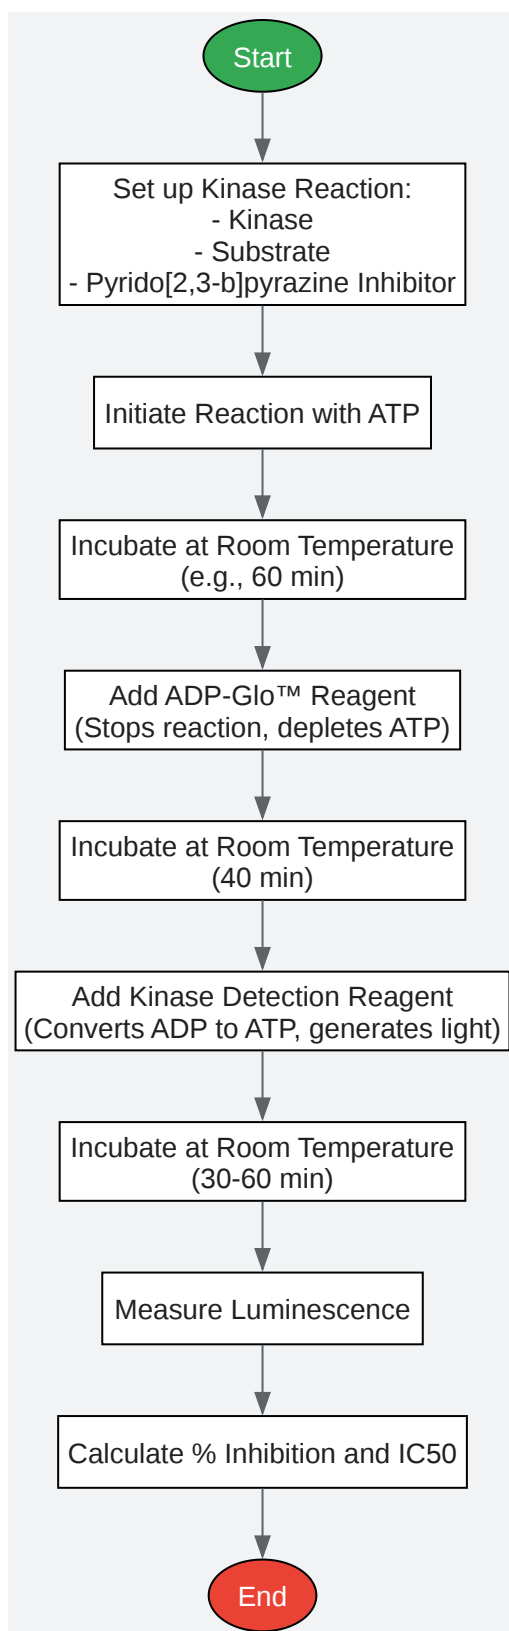 Start
Set up Kinase Reaction:
- Kinase
- Substrate
- Pyrido[2,3-b]pyrazine Inhibitor
Initiate Reaction with ATP
Incubate at Room Temperature
(e.g., 60 min)
Add ADP-Glo™ Reagent
(Stops reaction, depletes ATP)
Incubate at Room Temperature
(40 min)
Add Kinase Detection Reagent
(Converts ADP to ATP, generates light)
Incubate at Room Temperature
(30-60 min)
Measure Luminescence
Calculate % Inhibition and IC50
End